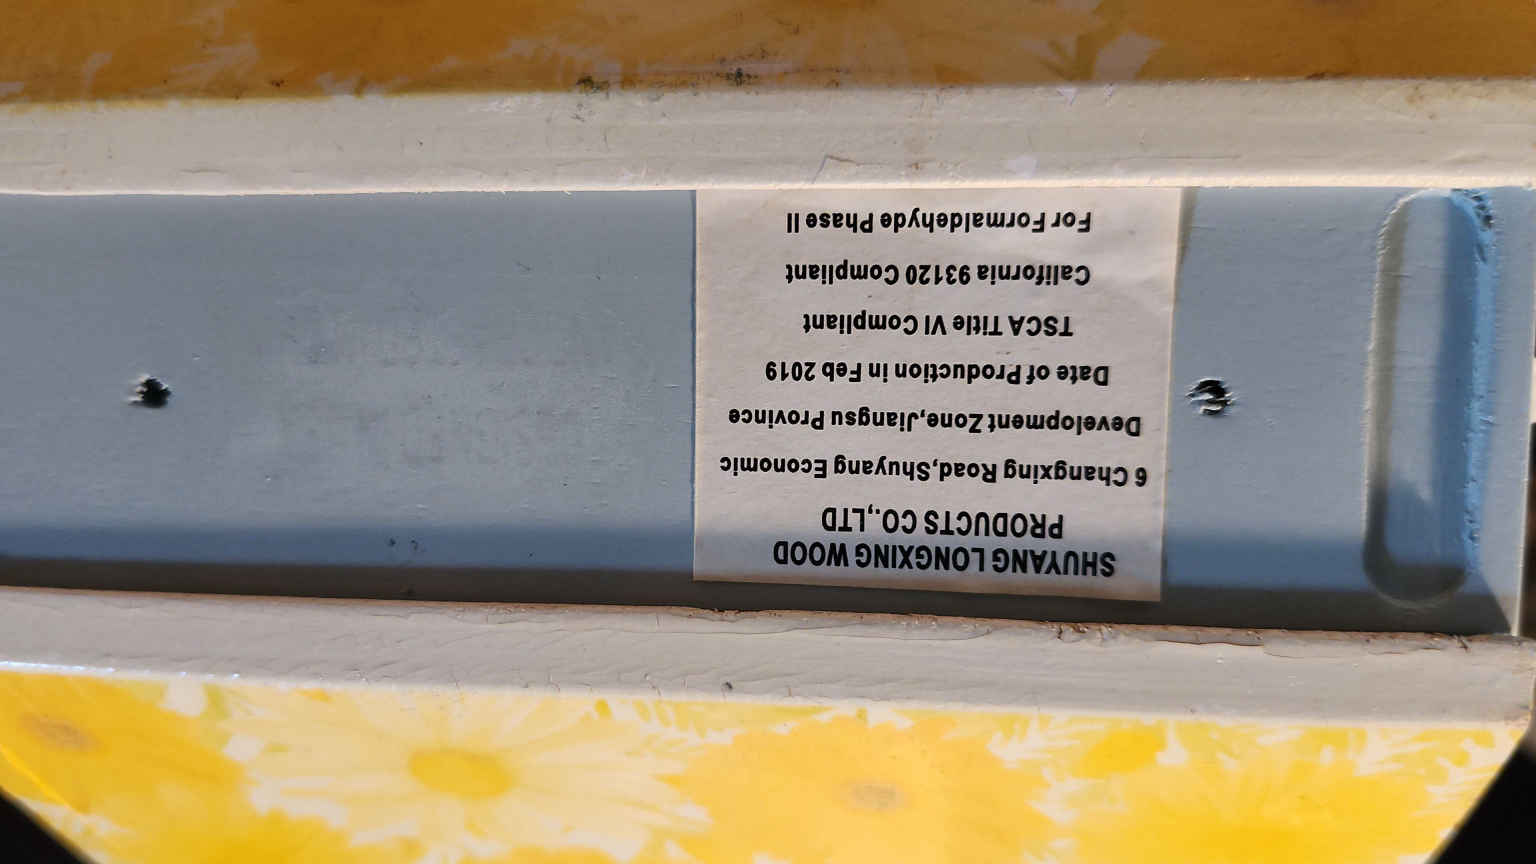 SHUYANG LONGXING WOOD
PRODUCTS CO.,LTD
6 Changxing Road,Shuyang Economic
Development Zone,Jiangsu Province
Date of Production in Feb 2019
TSCA Title VI Compliant
California 93120 Compliant
For Formaldehyde Phase II